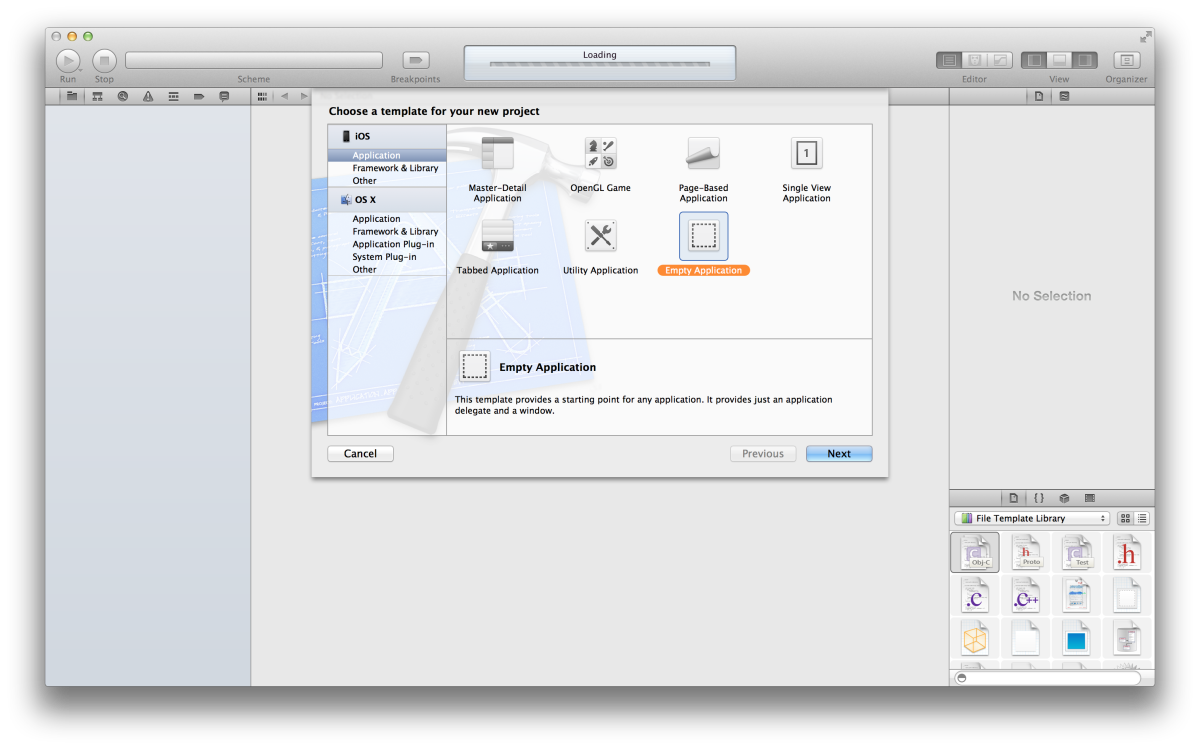 Loading
Run
Stop
Scheme
Breakpoints
Editor
View
Organizer
Choose a template for your new project
iOS
Application
Framework & Library
Other
OS X
Application
Framework & Library
Application Plug-in
System Plug-in
Other
Master-Detail
Application
OpenGL Game
Page-Based
Application
1
Single View
Application
Tabbed Application
Utility Application
Empty Application
Empty Application
This template provides a starting point for any application. It provides just an application
delegate and a window.
Cancel
Previous
Next
No Selection
{ }
File Template Library
C
Obj-C
h
Proto
C
Test
.h
.c
.c++